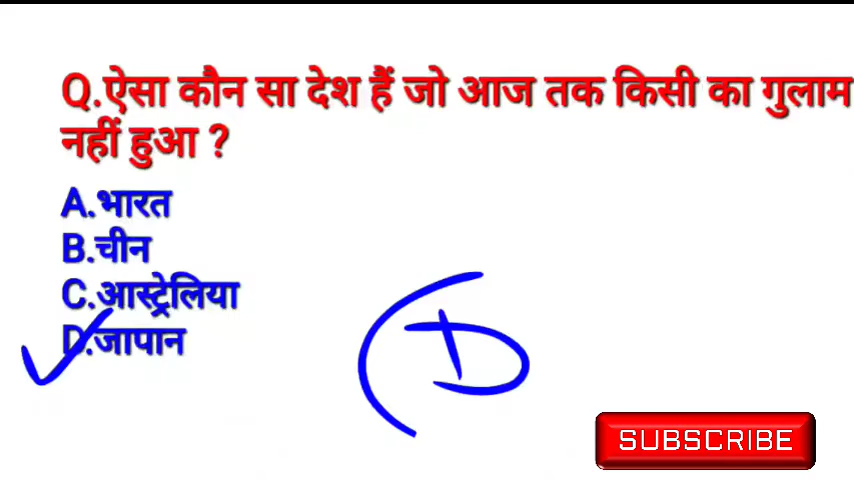 Q.ऐसा कौन सा देश हैं जो आज तक किसी का गुलाम
नहीं हुआ ?
A.भारत
B.चीन
C.आस्ट्रेलिया
D.जापान
D
SUBSCRIBE